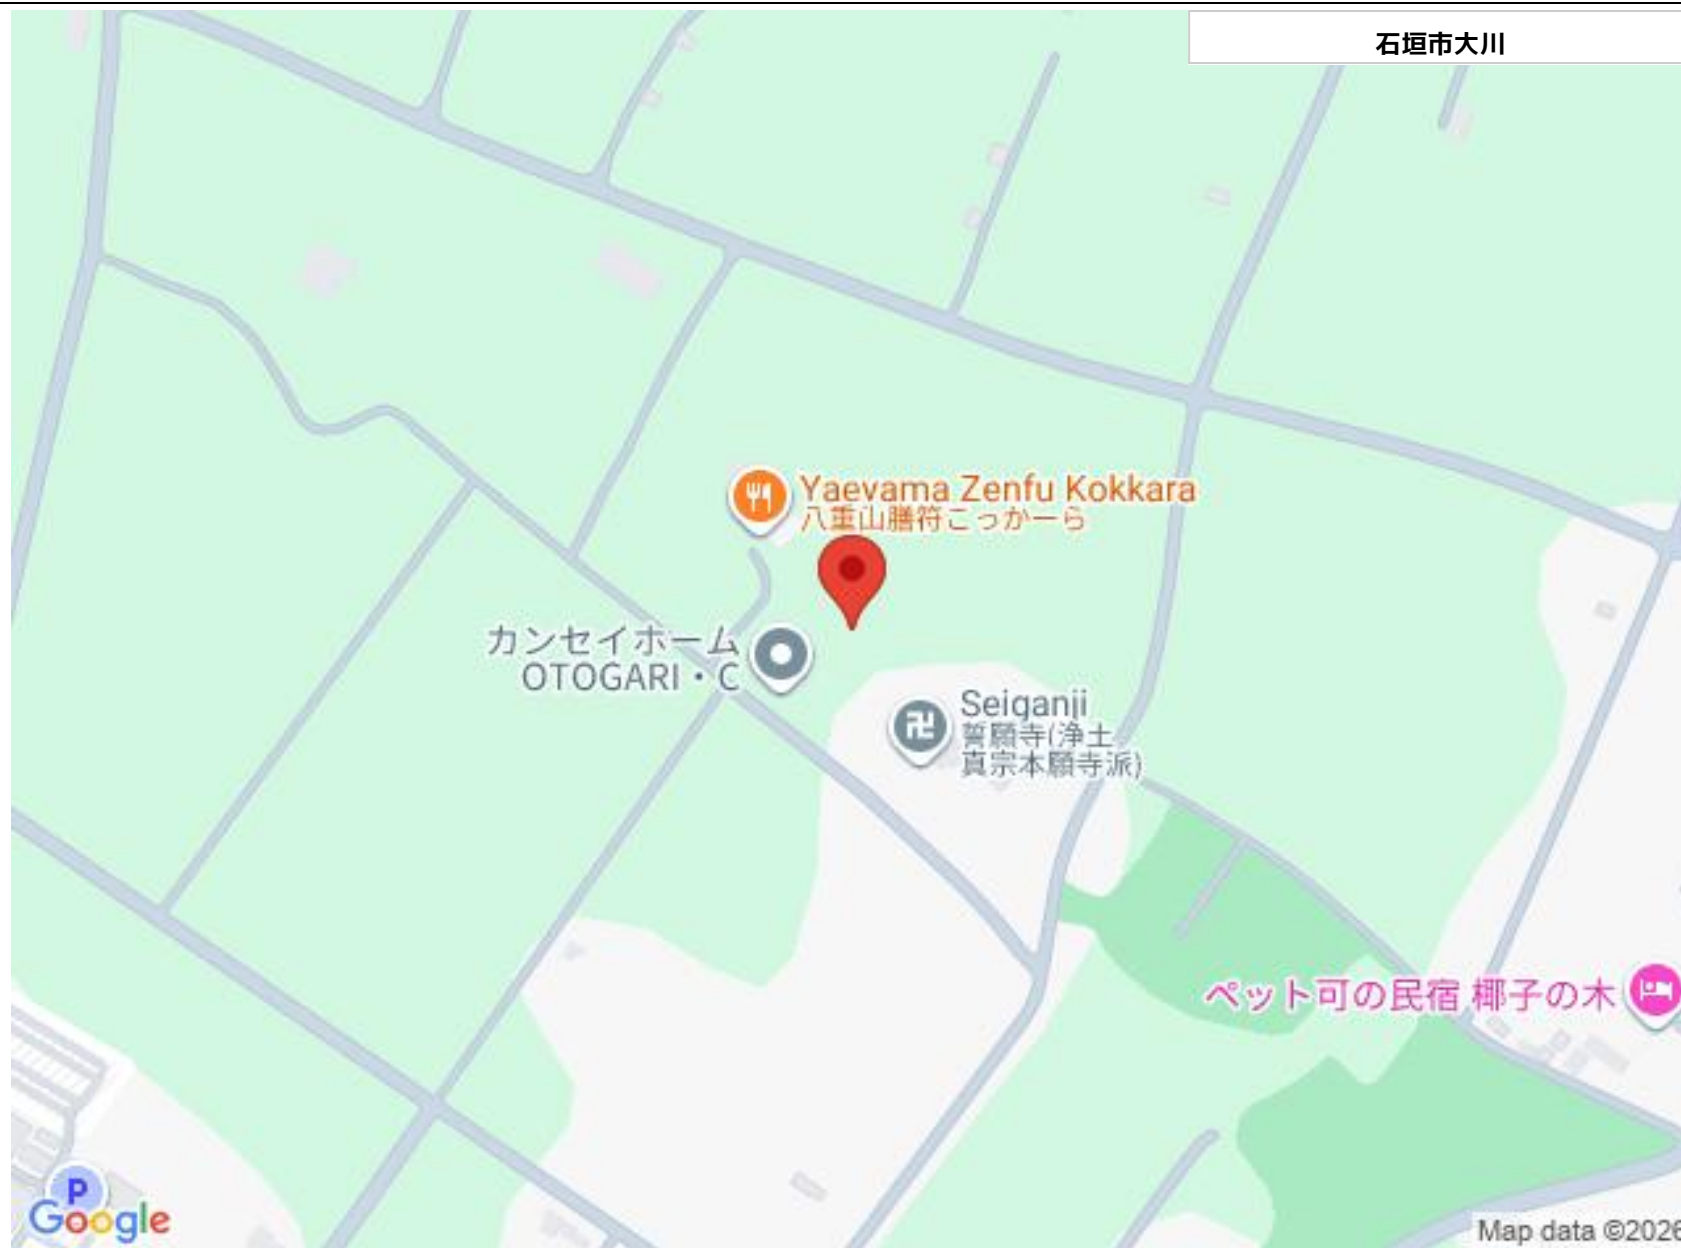 石垣市大川
Yaeyama Zenfu Kokkara
八重山膳符こっかーら
カンセイホーム
OTOGARI・C
Seiganji
誓願寺(浄土
真宗本願寺派)
ペット可の民宿 椰子の木
P
Google
Map data ©2026